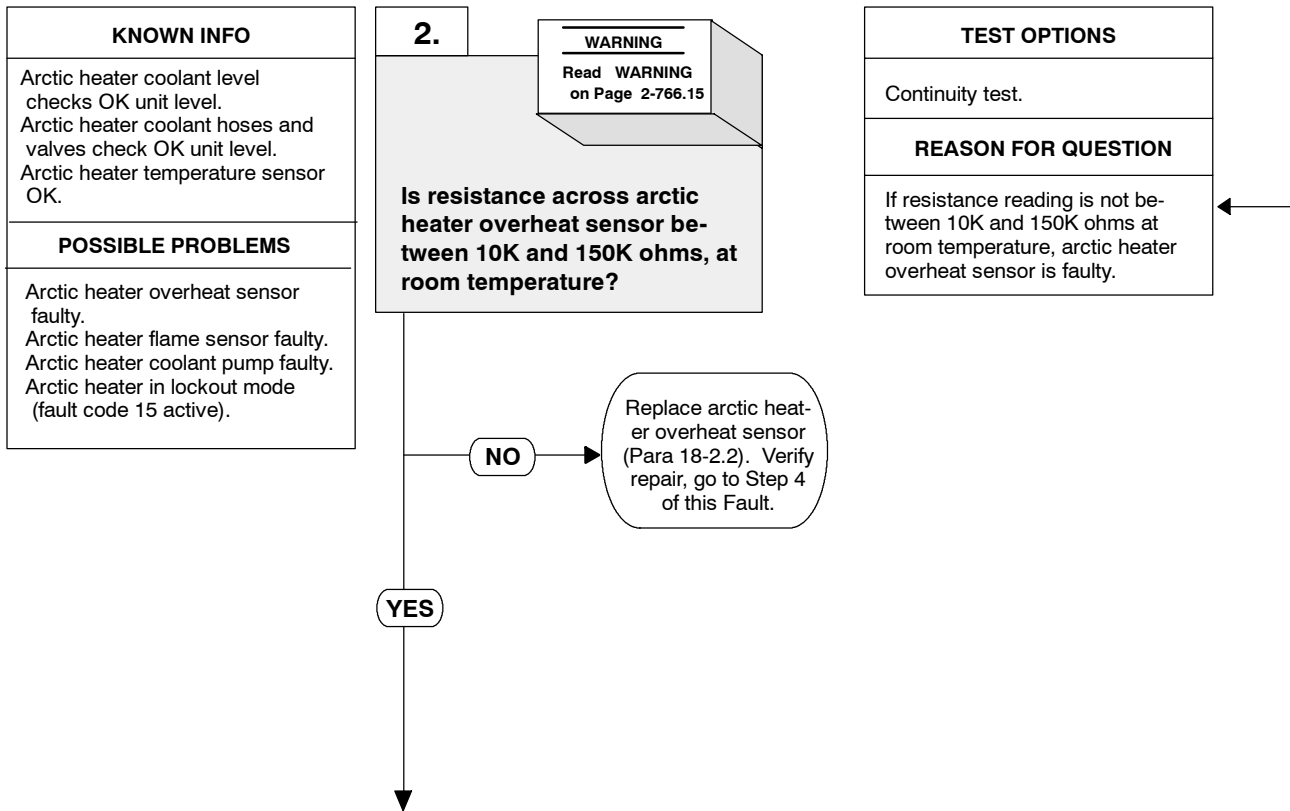 KNOWN INFO
Arctic heater coolant level
checks OK unit level.
Arctic heater coolant hoses and
valves check OK unit level.
Arctic heater temperature sensor
OK.
POSSIBLE PROBLEMS
Arctic heater overheat sensor
faulty.
Arctic heater flame sensor faulty.
Arctic heater coolant pump faulty.
Arctic heater in lockout mode
(fault code 15 active).
2.
WARNING
Read WARNING
on Page 2-766.15
Is resistance across arctic
heater overheat sensor be-
tween 10K and 150K ohms, at
room temperature?
NO
Replace arctic heat-
er overheat sensor
(Para 18-2.2). Verify
repair, go to Step 4
of this Fault.
YES
TEST OPTIONS
Continuity test.
REASON FOR QUESTION
If resistance reading is not be-
tween 10K and 150K ohms at
room temperature, arctic heater
overheat sensor is faulty.